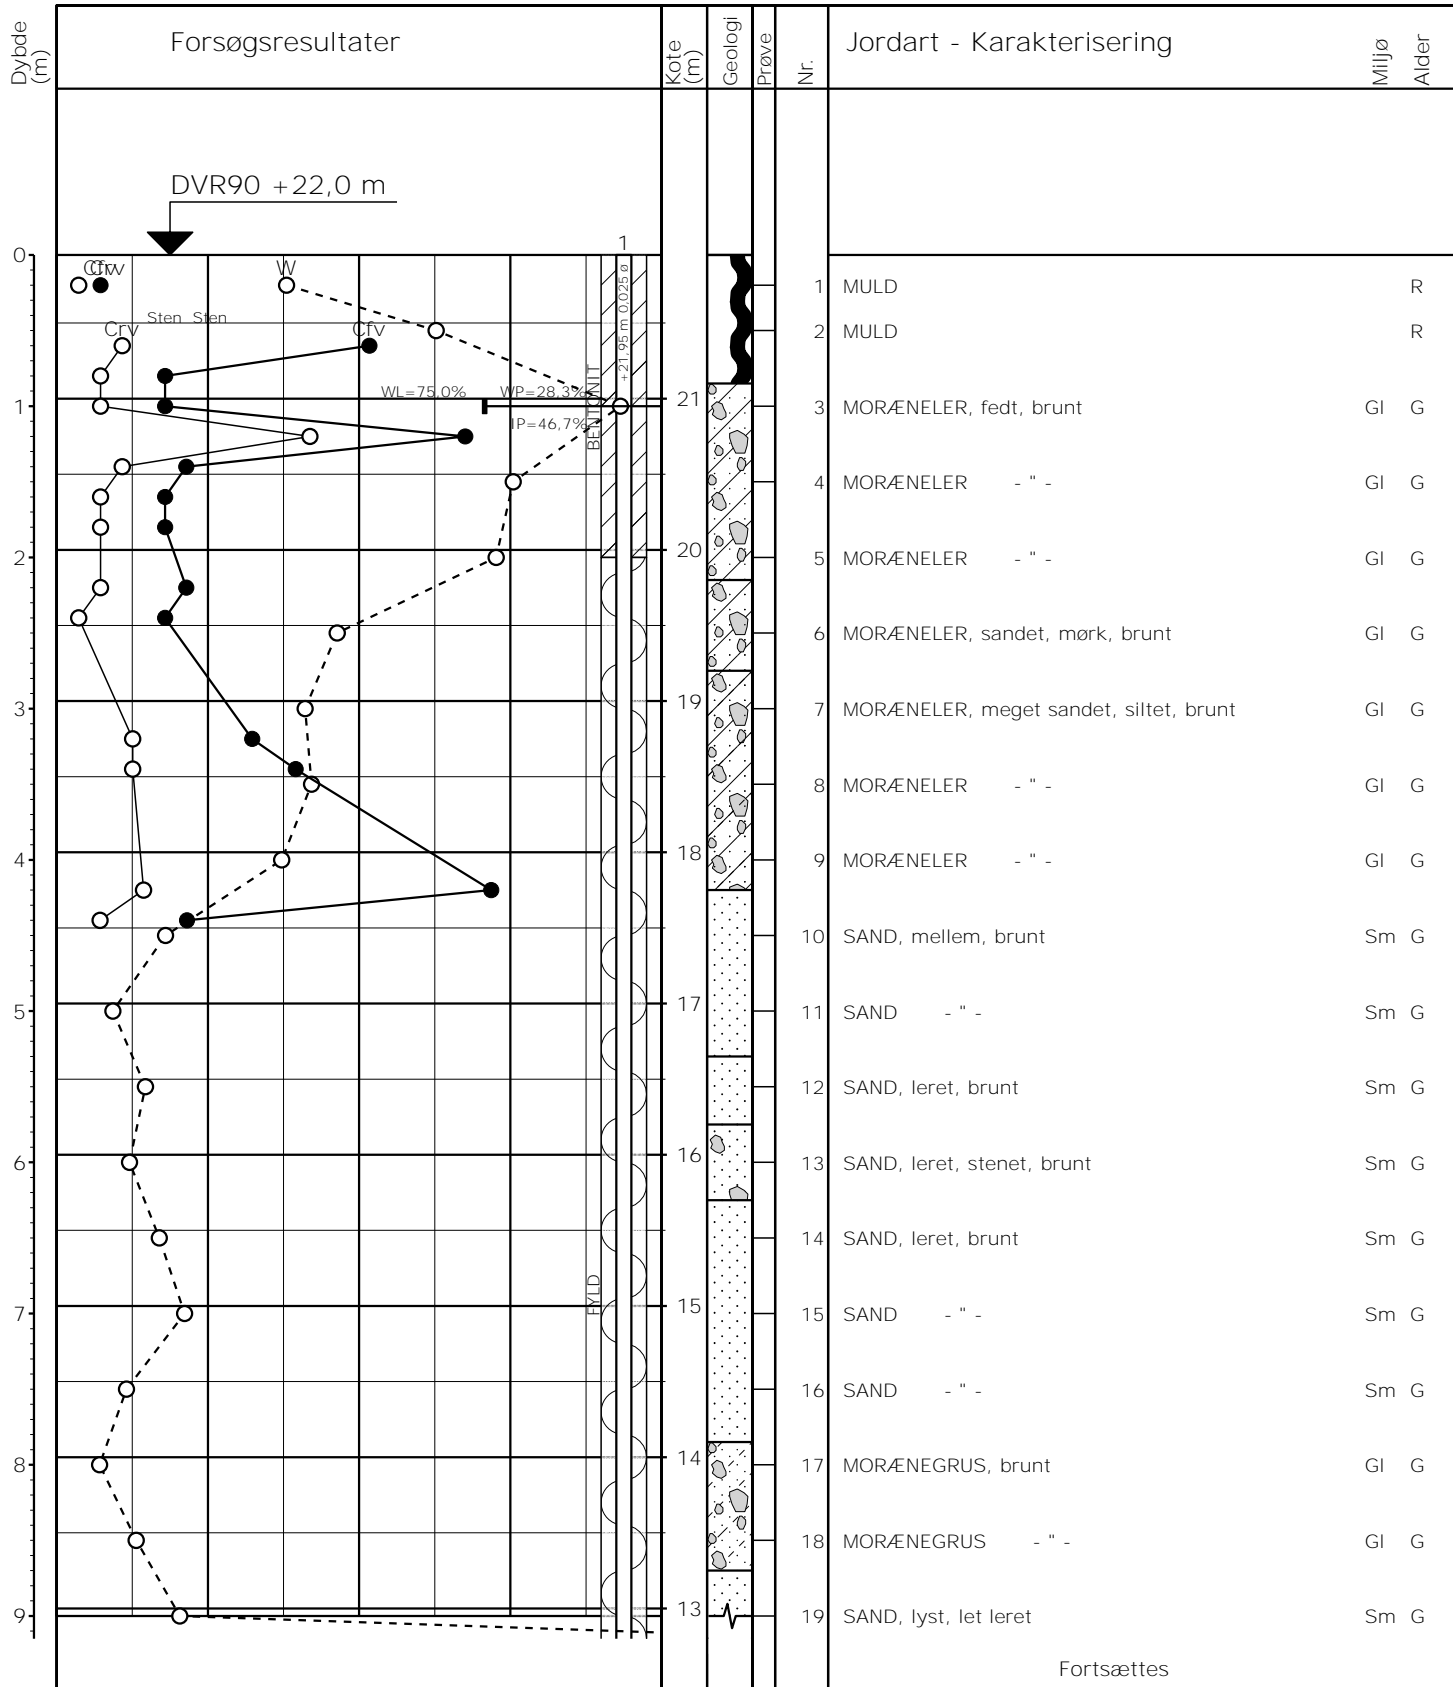 Dybde (m)
Forsøgsresultater
Kote (m)
Geologi
Prøve
Nr.
Jordart - Karakterisering
Miljø
Alder
DVR90 +22,0 m
1
0
Crv Cfv W
+21,95 m 0,025 ø
1 MULD R
Sten Sten
Crv Cfv
2 MULD R
WL=75,0% WP=28,3%
IP=46,7%
BENTONIT
1 21 3 MORÆNELER, fedt, brunt Gl G
4 MORÆNELER - " - Gl G
2 20 5 MORÆNELER - " - Gl G
6 MORÆNELER, sandet, mørk, brunt Gl G
3 19 7 MORÆNELER, meget sandet, siltet, brunt Gl G
8 MORÆNELER - " - Gl G
4 18 9 MORÆNELER - " - Gl G
10 SAND, mellem, brunt Sm G
5 17 11 SAND - " - Sm G
12 SAND, leret, brunt Sm G
6 16 13 SAND, leret, stenet, brunt Sm G
14 SAND, leret, brunt Sm G
FYLD
7 15 15 SAND - " - Sm G
16 SAND - " - Sm G
8 14 17 MORÆNEGRUS, brunt Gl G
18 MORÆNEGRUS - " - Gl G
9 13 19 SAND, lyst, let leret Sm G
Fortsættes